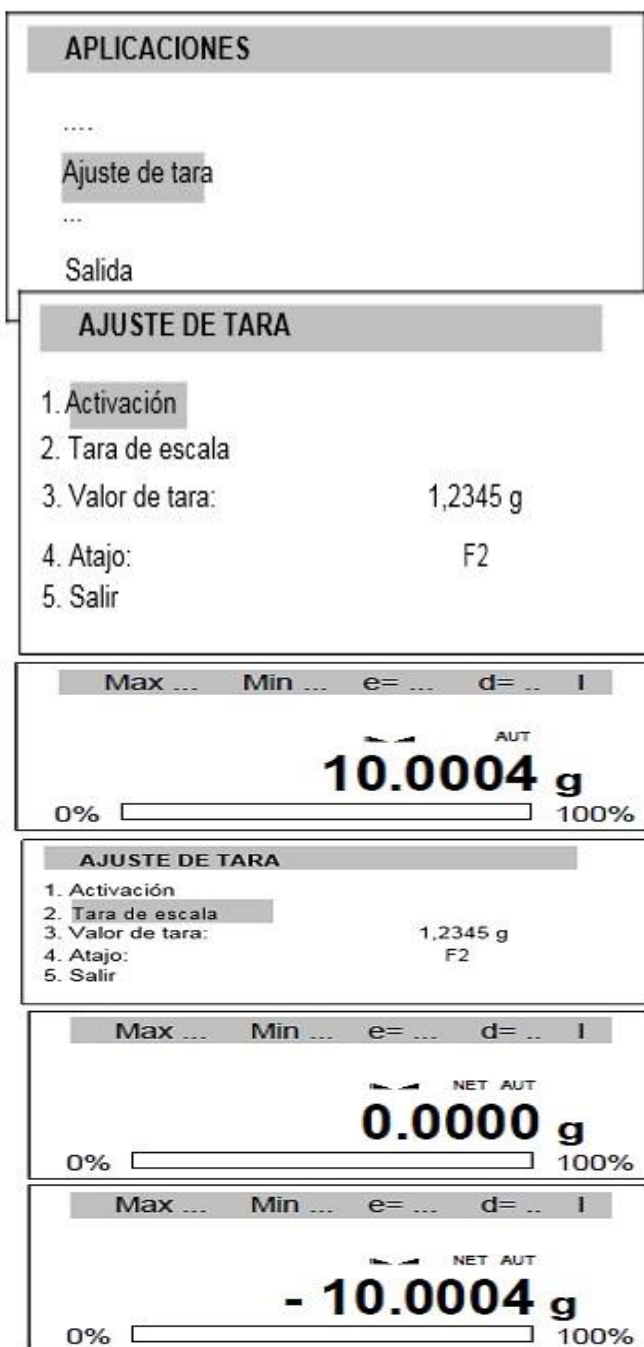 APLICACIONES
....
Ajuste de tara
...
Salida
AJUSTE DE TARA
1. Activación
2. Tara de escala
3. Valor de tara: 1,2345 g
4. Atajo: F2
5. Salir
Max ... Min ... e= ... d= .. I
AUT
10.0004 g
0% 100%
AJUSTE DE TARA
1. Activación
2. Tara de escala
3. Valor de tara: 1,2345 g
4. Atajo: F2
5. Salir
Max ... Min ... e= ... d= .. I
NET AUT
0.0000 g
0% 100%
Max ... Min ... e= ... d= .. I
NET AUT
- 10.0004 g
0% 100%